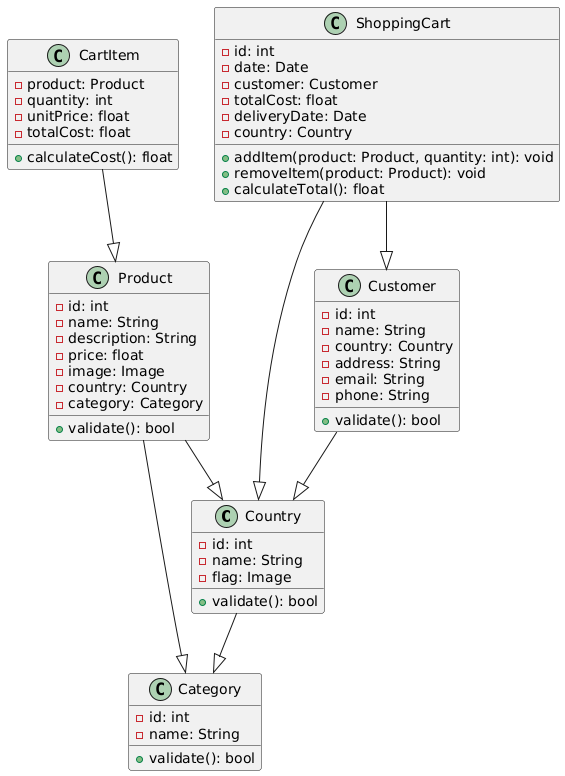 C CartItem
product: Product
quantity: int
unitPrice: float
totalCost: float
calculateCost(): float
C ShoppingCart
id: int
date: Date
customer: Customer
totalCost: float
deliveryDate: Date
country: Country
addItem(product: Product, quantity: int): void
removeItem(product: Product): void
calculateTotal(): float
C Product
id: int
name: String
description: String
price: float
image: Image
country: Country
category: Category
validate(): bool
C Customer
id: int
name: String
country: Country
address: String
email: String
phone: String
validate(): bool
C Country
id: int
name: String
flag: Image
validate(): bool
C Category
id: int
name: String
validate(): bool